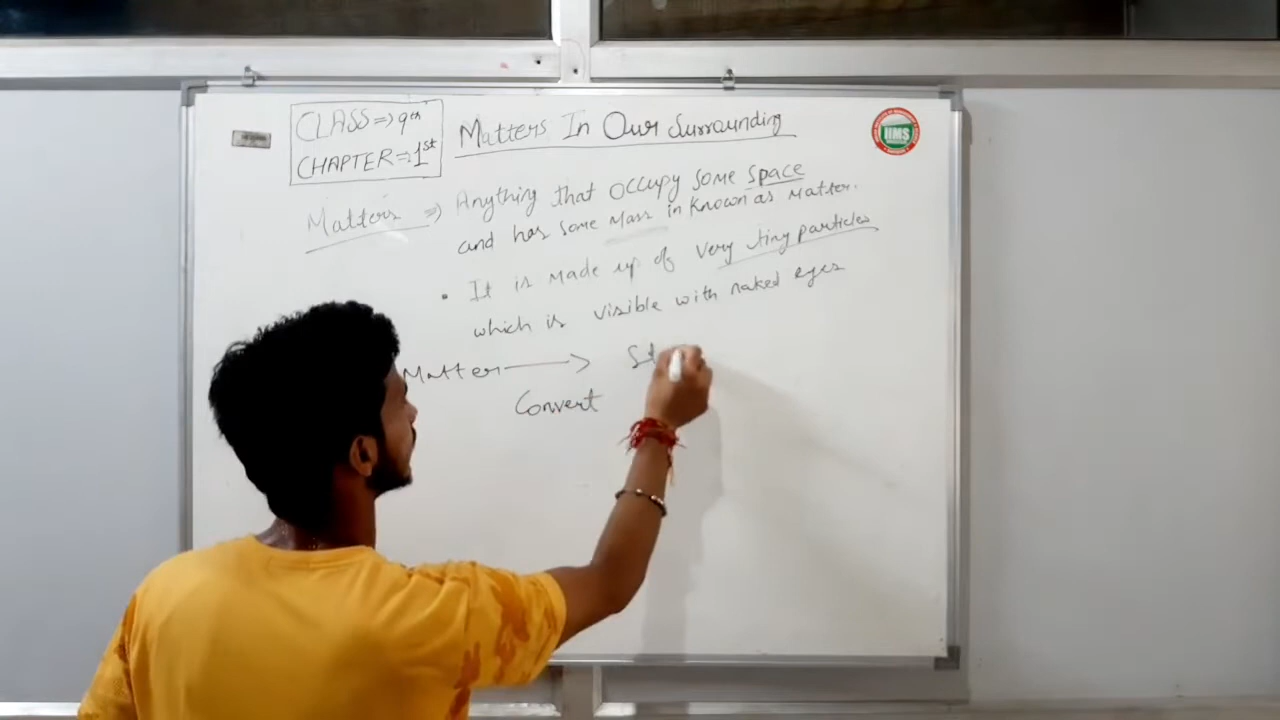 CLASS => 9th
CHAPTER => 1st
Matters In Our Surrounding
Matters => Anything that occupy some space
and has some Mass in known as matter.
• It is made up of very tiny particles
which is visible with naked eyes
Matter → St
Convert
IIMS